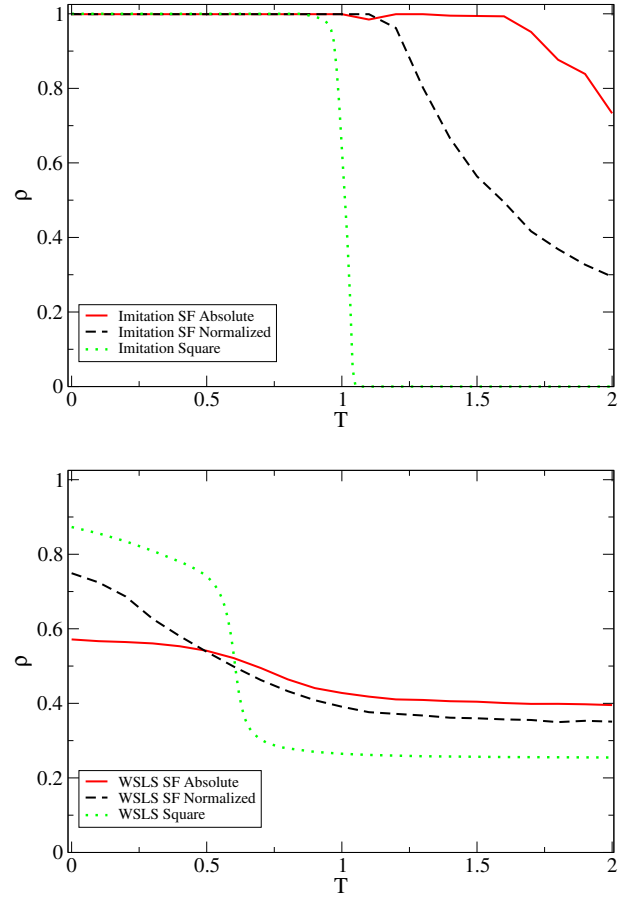 1
0.8
0.6
ρ
0.4
Imitation SF Absolute
0.2
Imitation SF Normalized
Imitation Square
0
0 0.5 1 1.5 2
T
1
0.8
0.6
ρ
0.4
0.2
WSLS SF Absolute
WSLS SF Normalized
WSLS Square
0
0 0.5 1 1.5 2
T